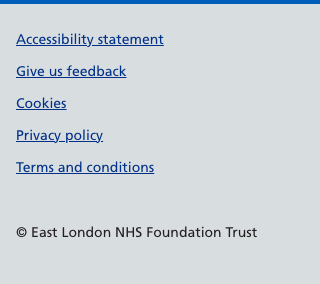 Accessibility statement
Give us feedback
Cookies
Privacy policy
Terms and conditions
© East London NHS Foundation Trust